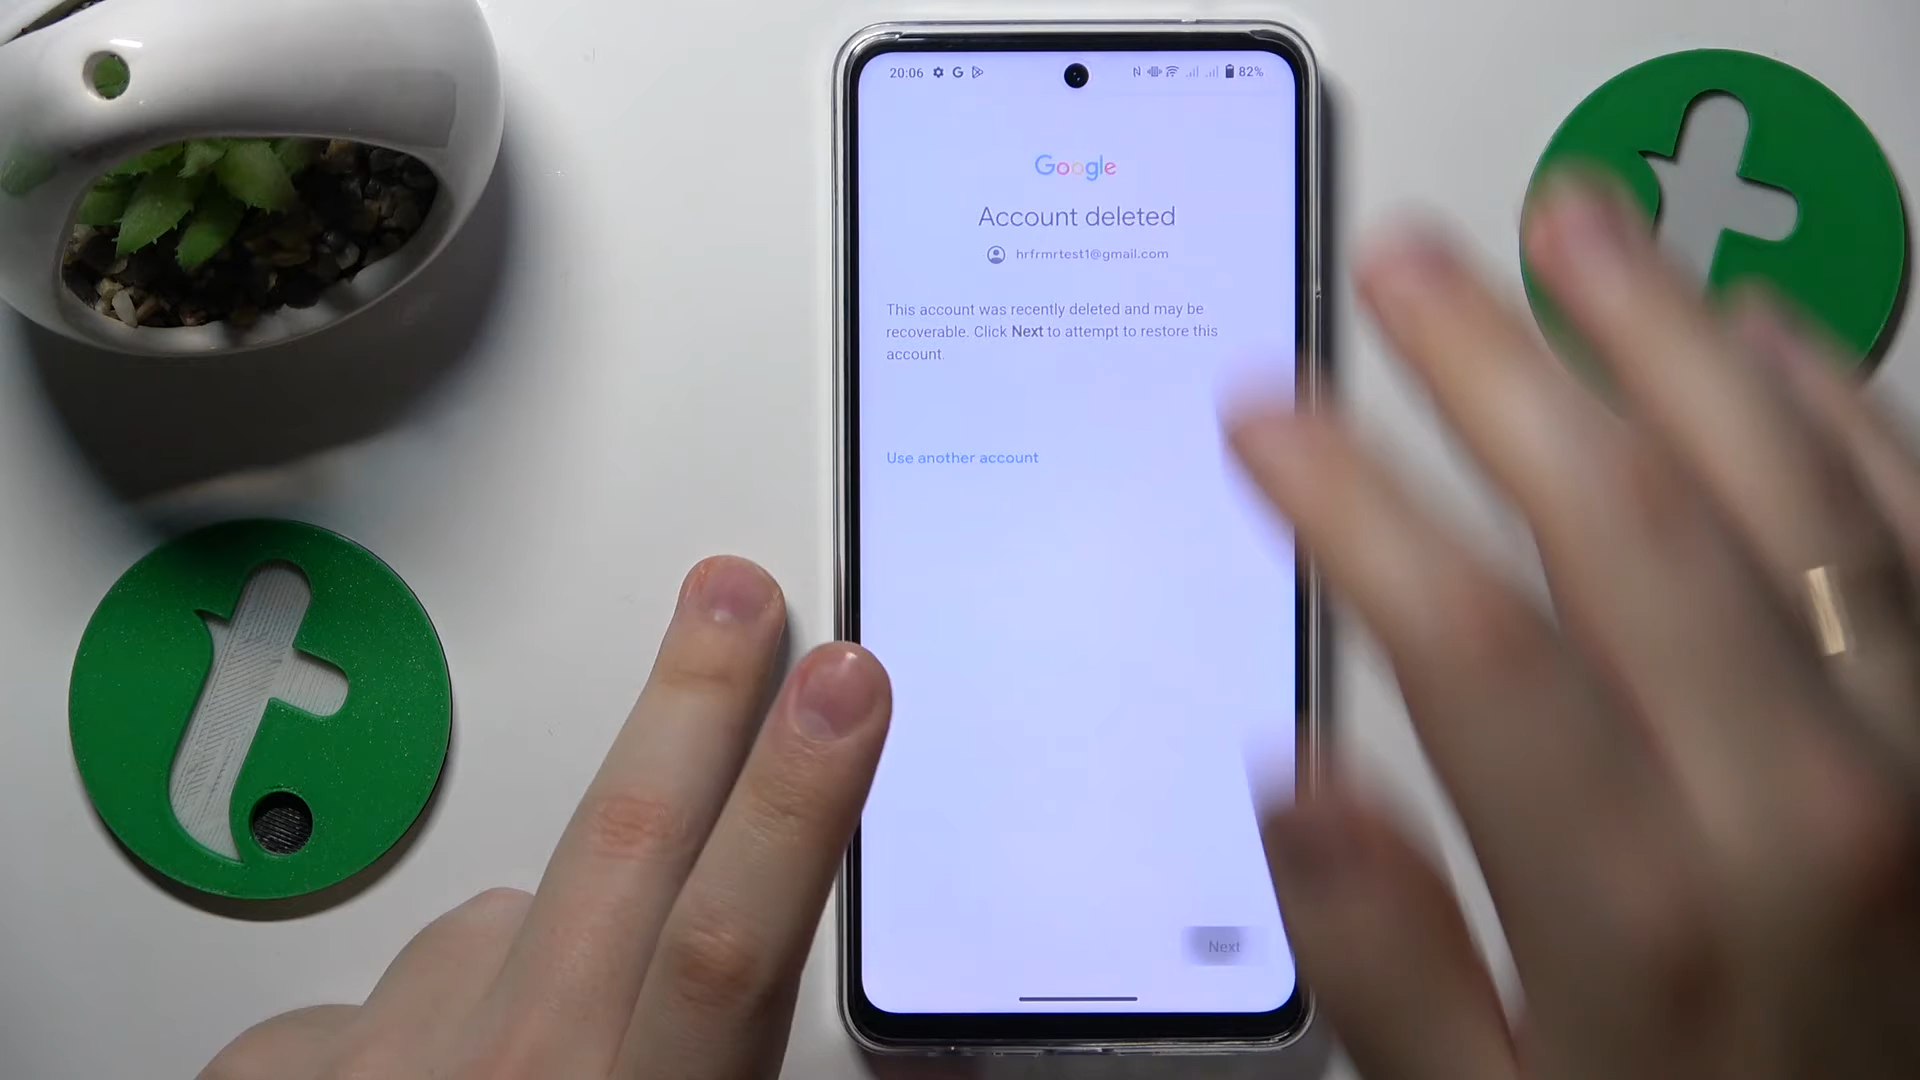 20:06 82%
Google
Account deleted
hrfrmrtest1@gmail.com
This account was recently deleted and may be
recoverable. Click Next to attempt to restore this
account.
Use another account
Next